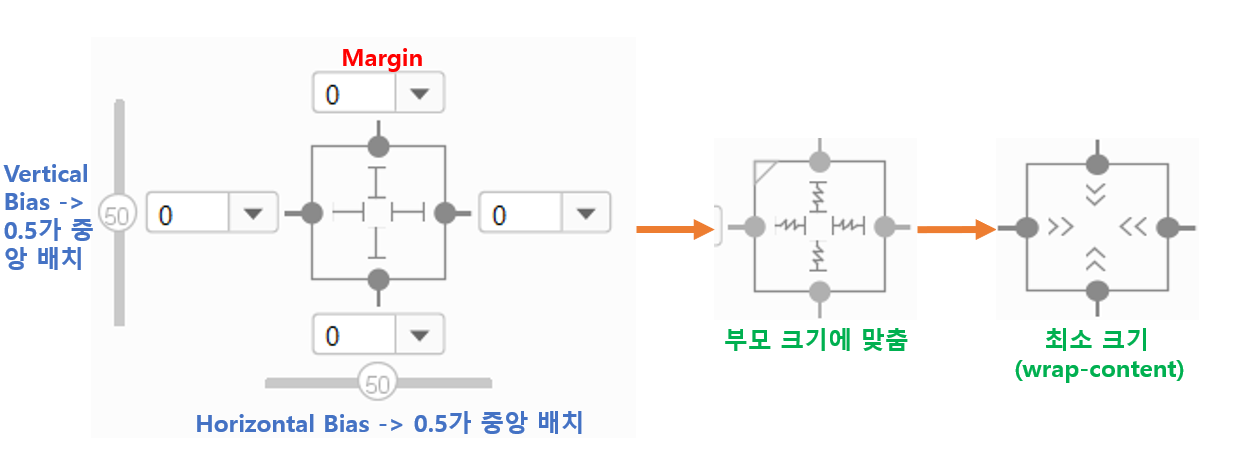 Margin
0
Vertical
Bias ->
0.5가 중
앙 배치
50
0
0
0
50
Horizontal Bias -> 0.5가 중앙 배치
부모 크기에 맞춤
최소 크기
(wrap-content)